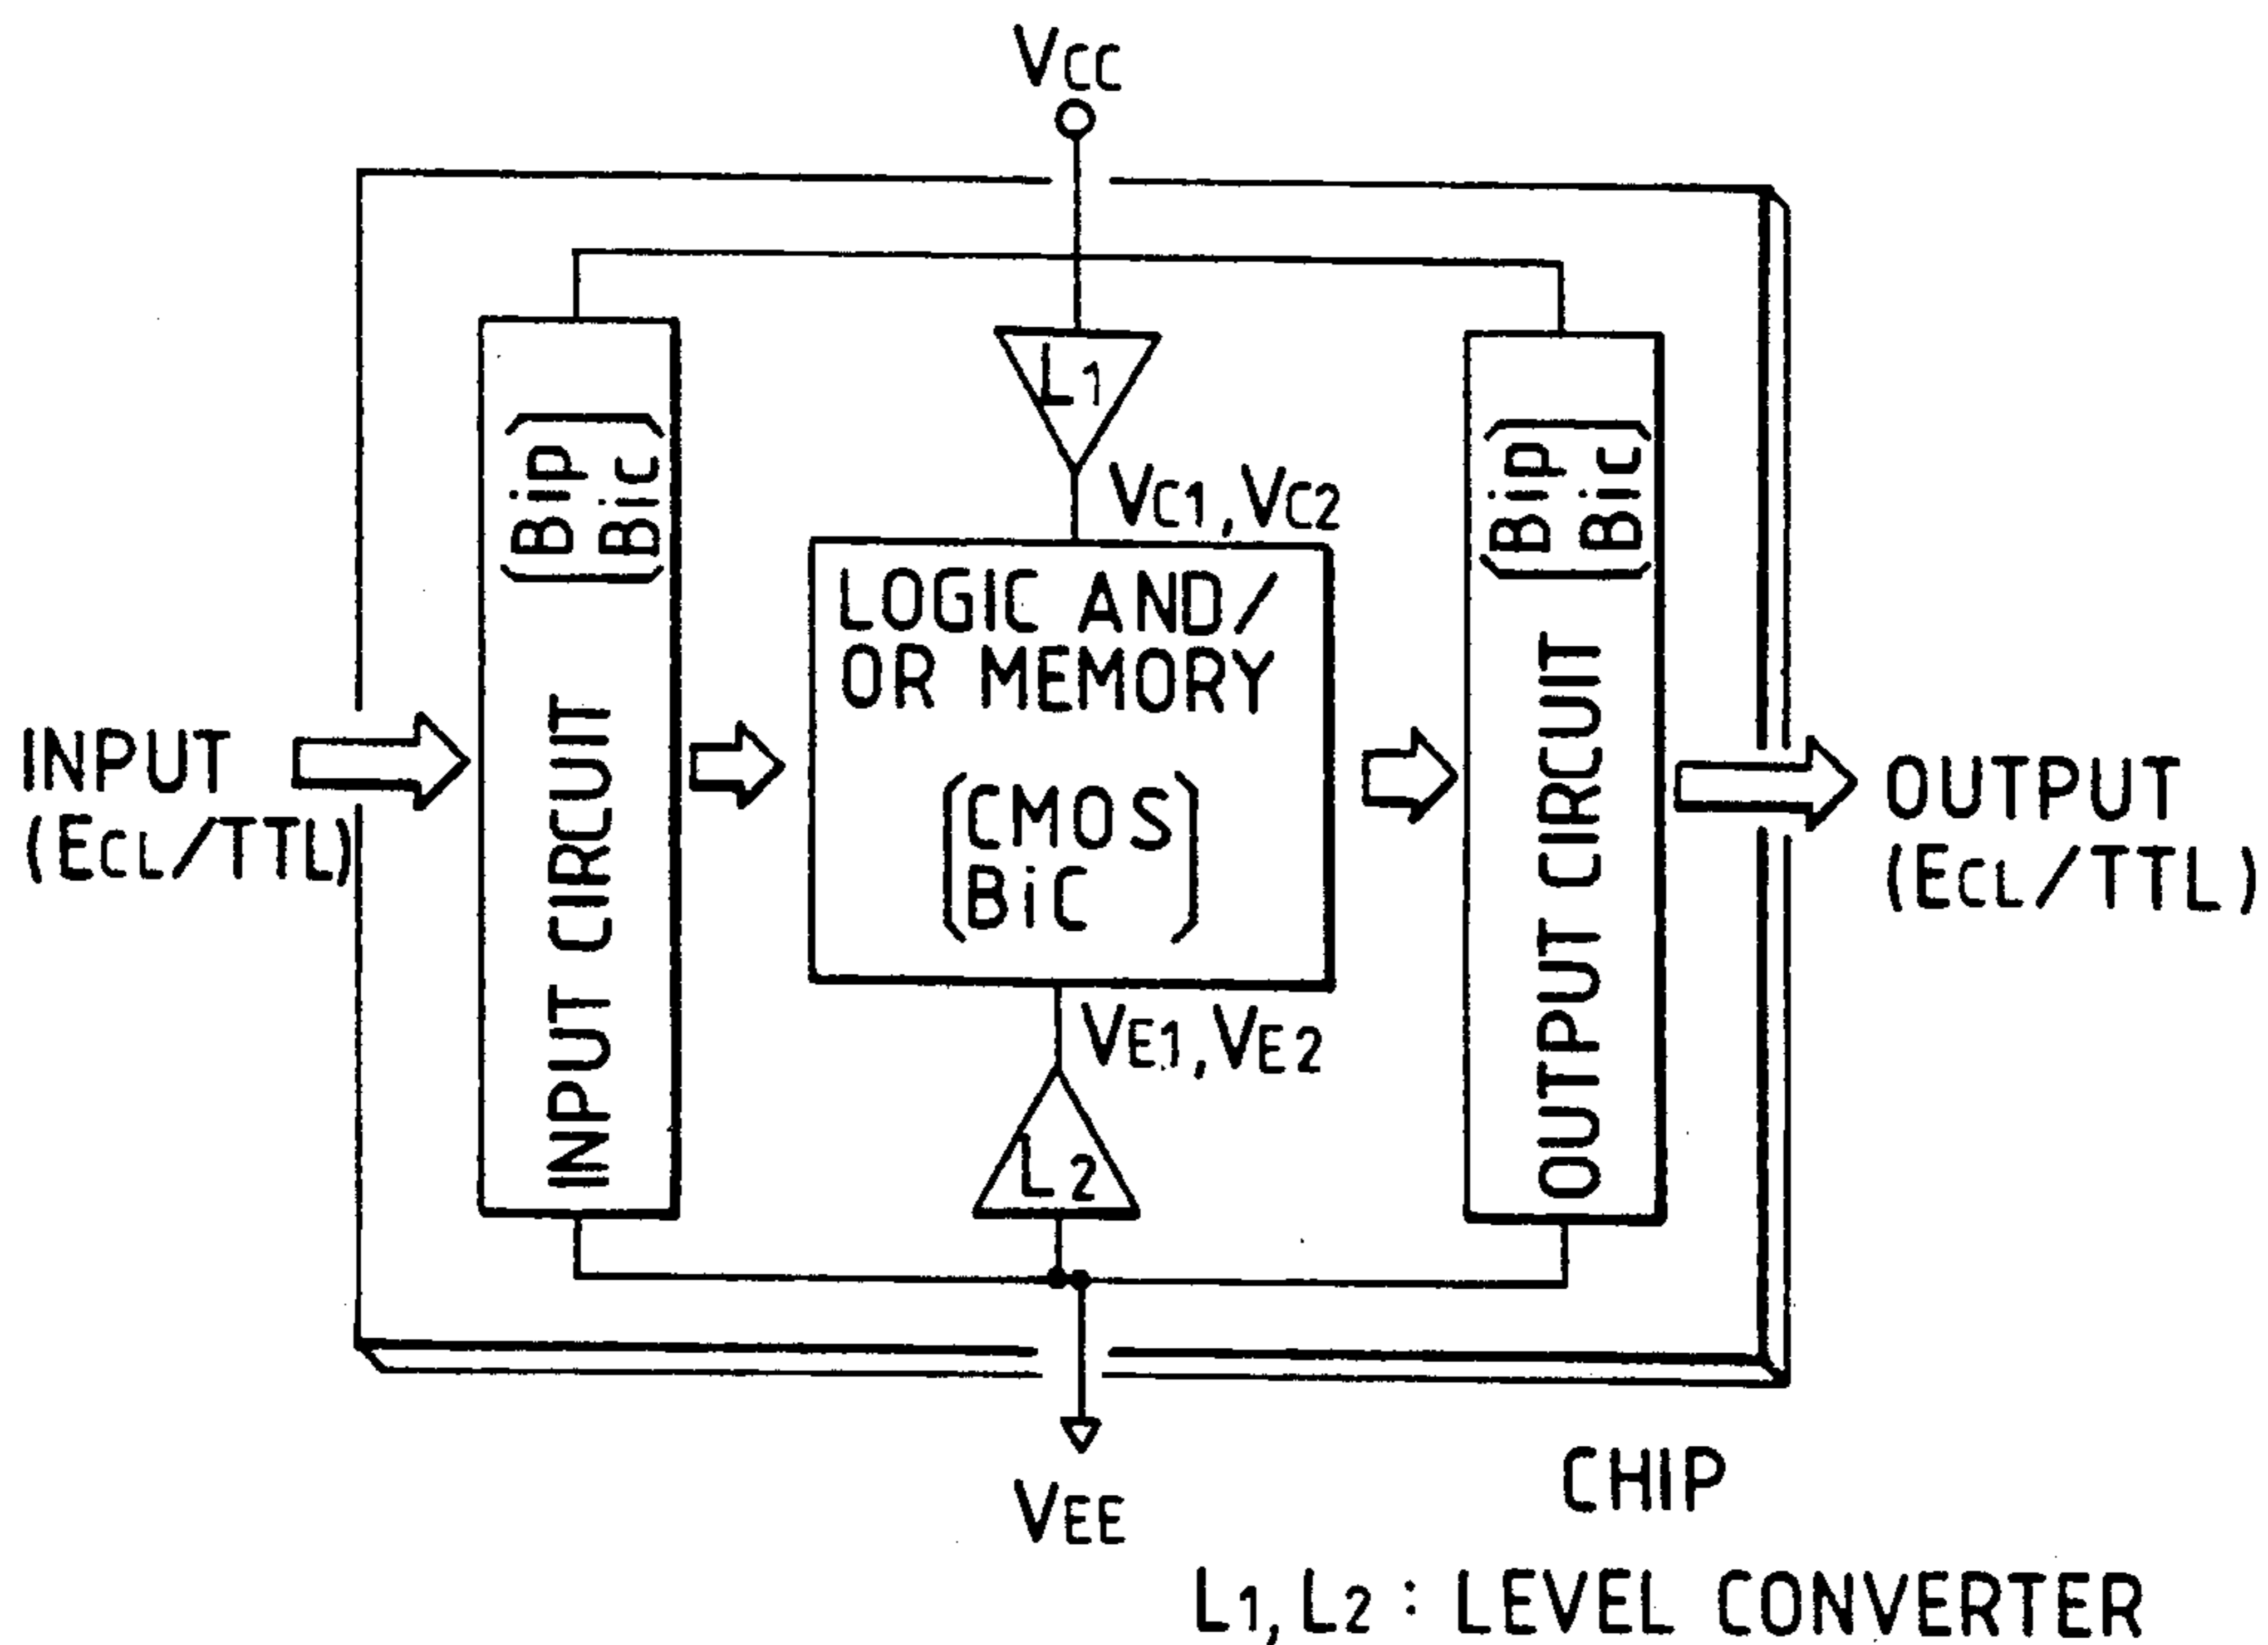 VCC
L1
VC1, VC2
(Bip
Bic)
INPUT CIRCUIT
LOGIC AND/
OR MEMORY
(CMOS
BiC)
(Bip
Bic)
OUTPUT CIRCUIT
INPUT
(ECL/TTL)
OUTPUT
(ECL/TTL)
VE1, VE2
L2
VEE
CHIP
L1, L2 : LEVEL CONVERTER